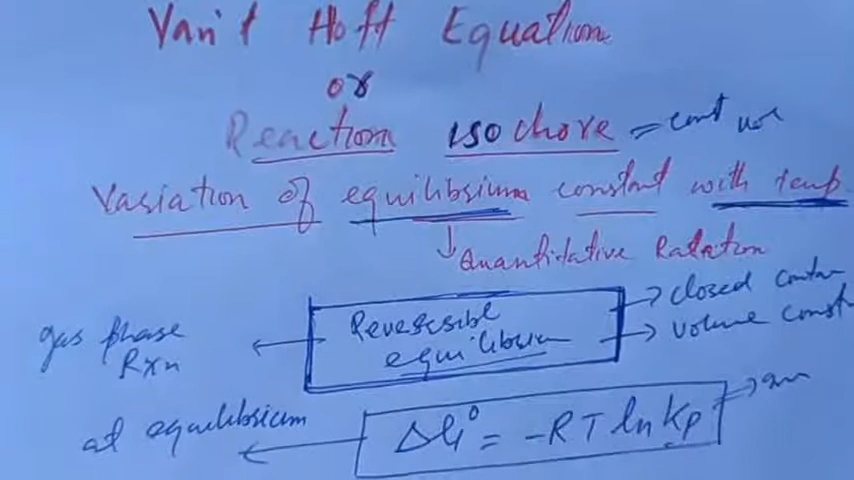 Van't Hoff Equation
or
Reaction isochore = const vol
Variation of equilibrium constant with temp
Quantitative Relation
gas phase Reversible closed
Rxn equilibrium volume const
at equilibrium ΔG° = -RT ln Kp